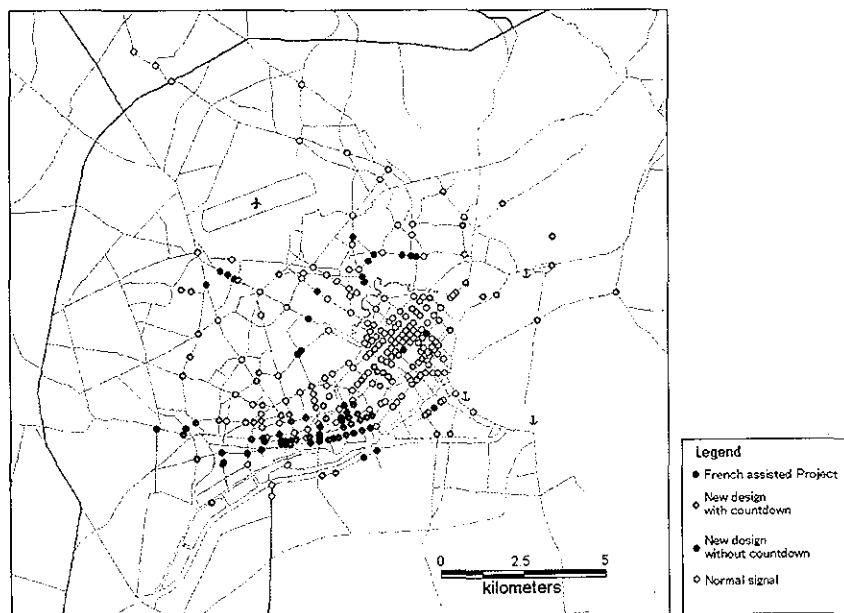 0 2.5 5
kilometers
Legend
French assisted Project
New design
with countdown
New design
without countdown
Normal signal